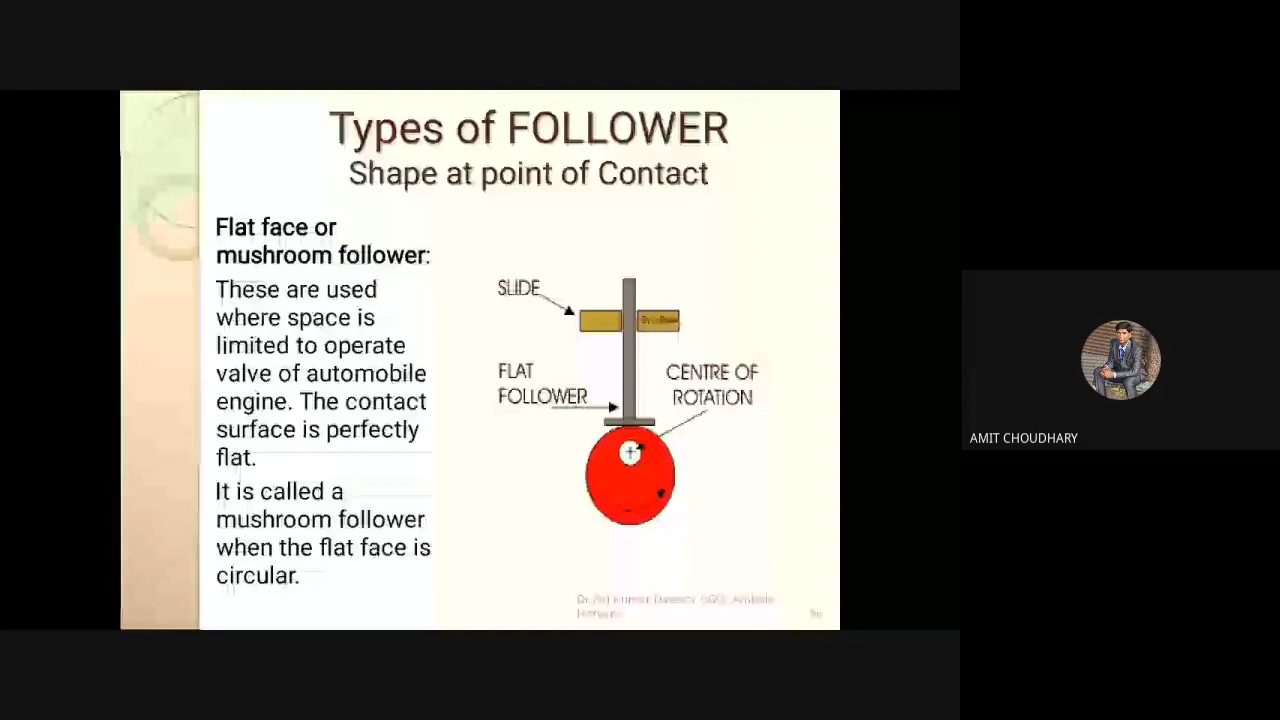 Types of FOLLOWER
Shape at point of Contact
Flat face or
mushroom follower:
These are used
where space is
limited to operate
valve of automobile
engine. The contact
surface is perfectly
flat.
It is called a
mushroom follower
when the flat face is
circular.
SLIDE
FLAT
FOLLOWER
CENTRE OF
ROTATION
AMIT CHOUDHARY